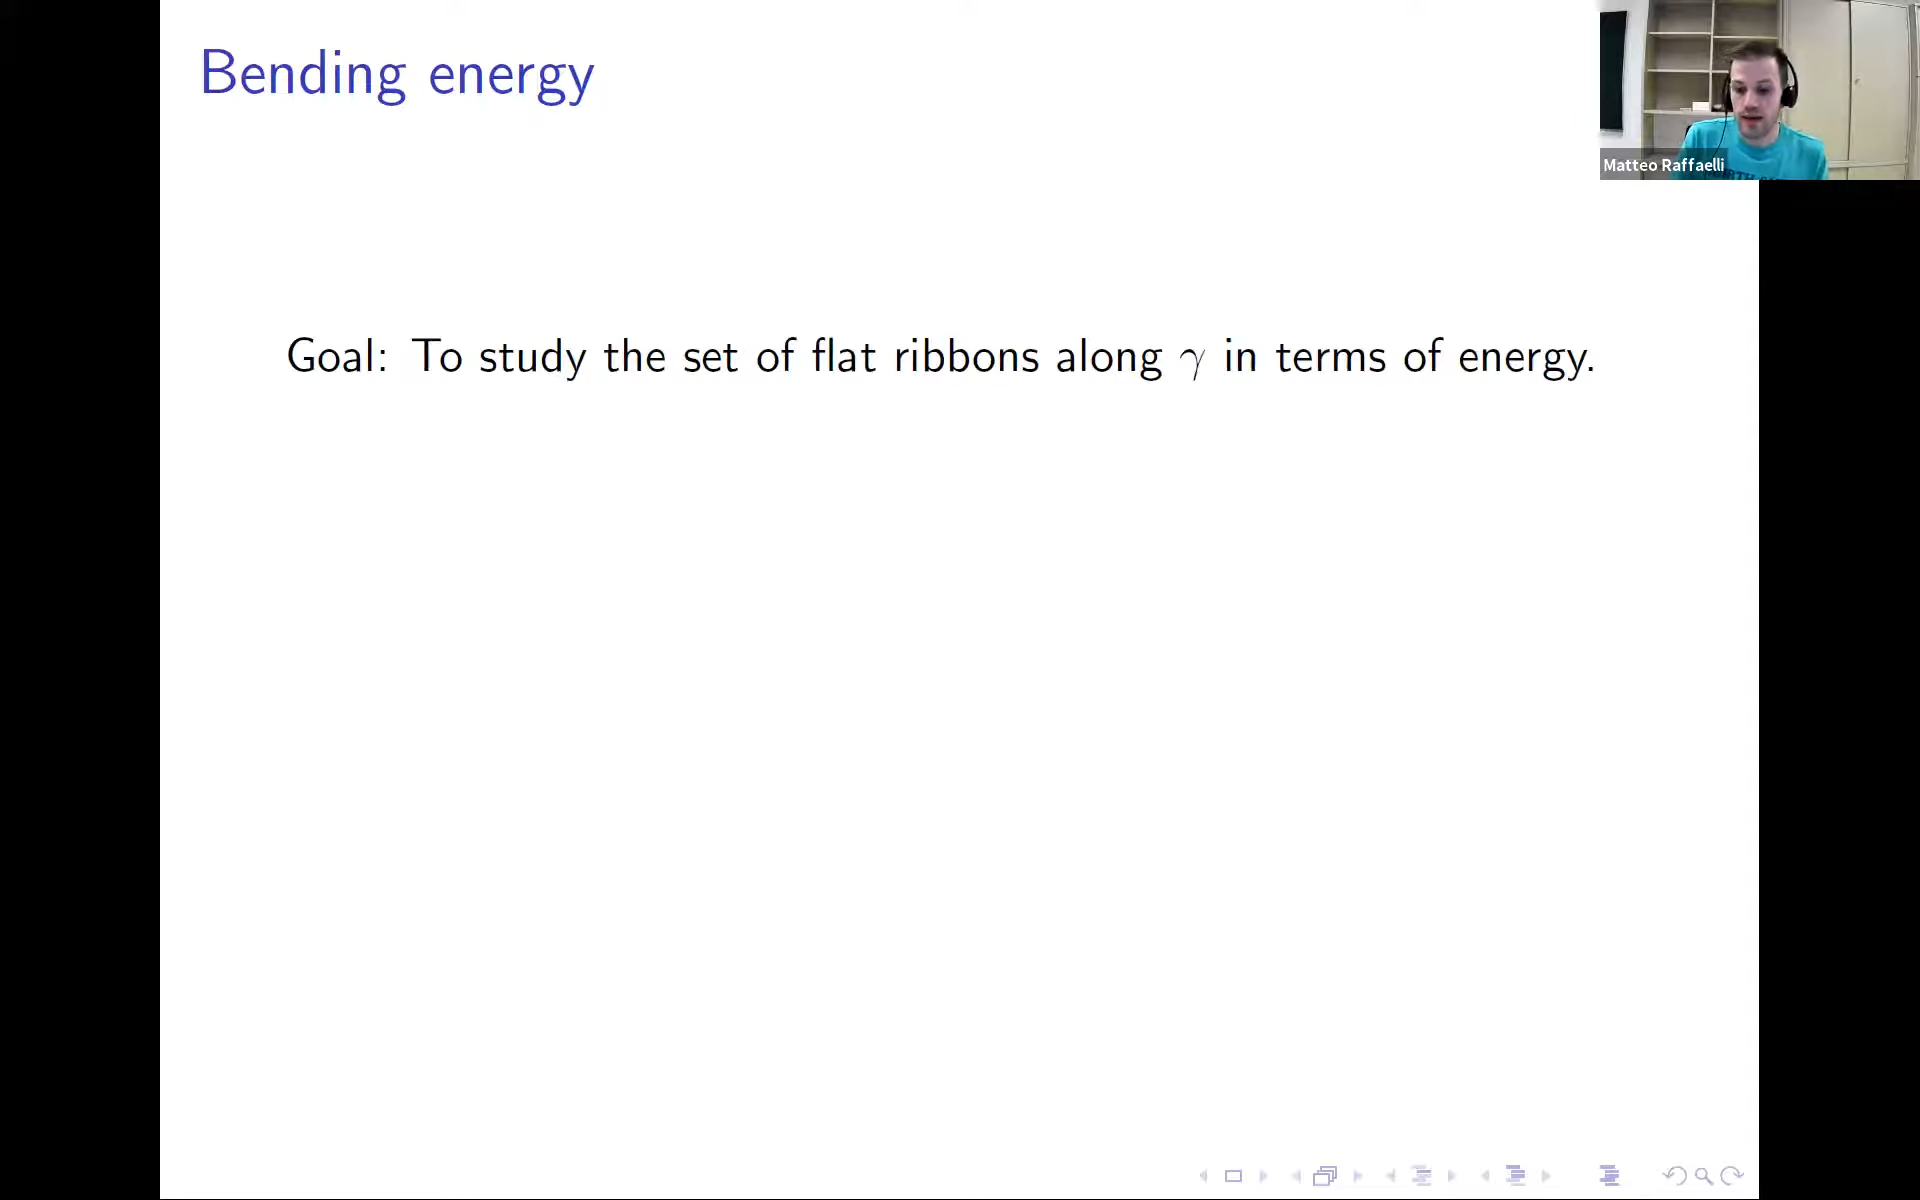 Bending energy
Matteo Raffaelli
Goal: To study the set of flat ribbons along γ in terms of energy.